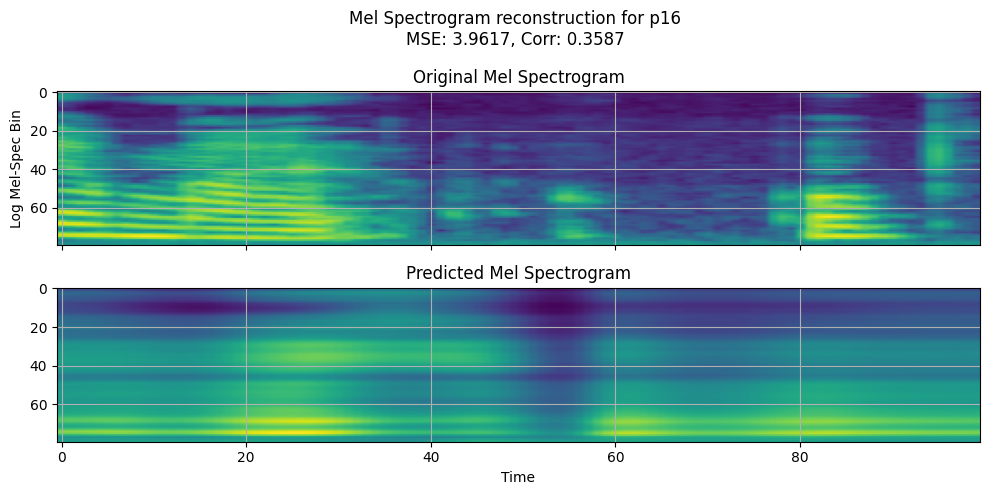 Mel Spectrogram reconstruction for p16
MSE: 3.9617, Corr: 0.3587
Original Mel Spectrogram
Log Mel-Spec Bin
0
20
40
60
Predicted Mel Spectrogram
0
20
40
60
0
20
40
60
80
Time